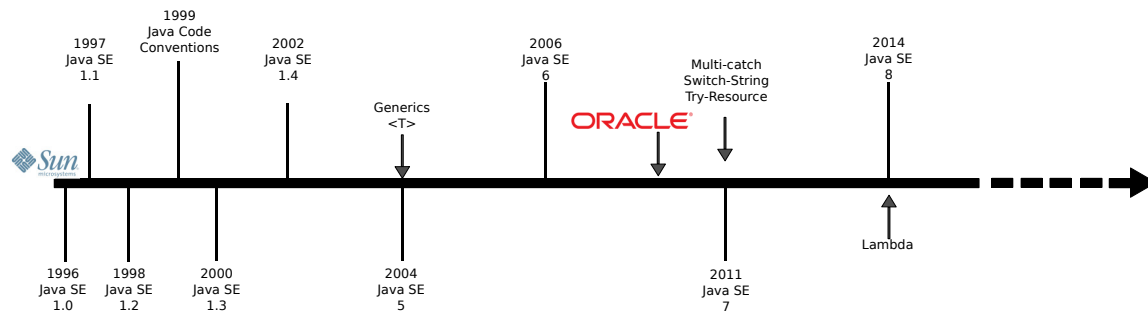 1999
Java Code
Conventions
1997
Java SE
1.1
2002
Java SE
1.4
2006
Java SE
6
2014
Java SE
8
Multi-catch
Switch-String
Try-Resource
Generics
<T>
ORACLE®
Sun
microsystems
Lambda
1996
Java SE
1.0
1998
Java SE
1.2
2000
Java SE
1.3
2004
Java SE
5
2011
Java SE
7